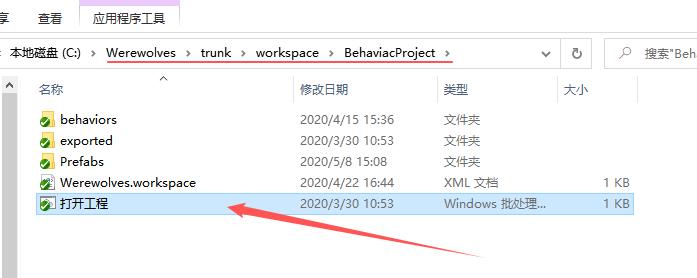 享 查看 应用程序工具
本地磁盘 (C:) › Werewolves › trunk › workspace › BehaviacProject › 搜索"Beha
名称 修改日期 类型 大小
behaviors 2020/4/15 15:36 文件夹
exported 2020/3/30 10:53 文件夹
Prefabs 2020/5/8 15:08 文件夹
Werewolves.workspace 2020/4/22 16:44 XML 文档 1 KB
打开工程 2020/3/30 10:53 Windows 批处理... 1 KB